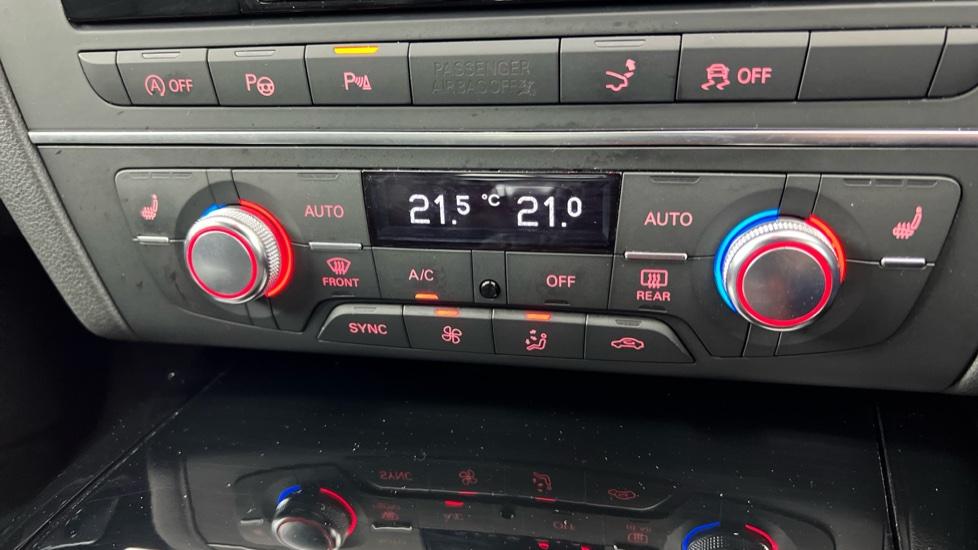 A OFF
P
P
PASSENGER
AIRBAG OFF
OFF
AUTO
21.5 °C 21.0
AUTO
FRONT
A/C
OFF
REAR
SYNC